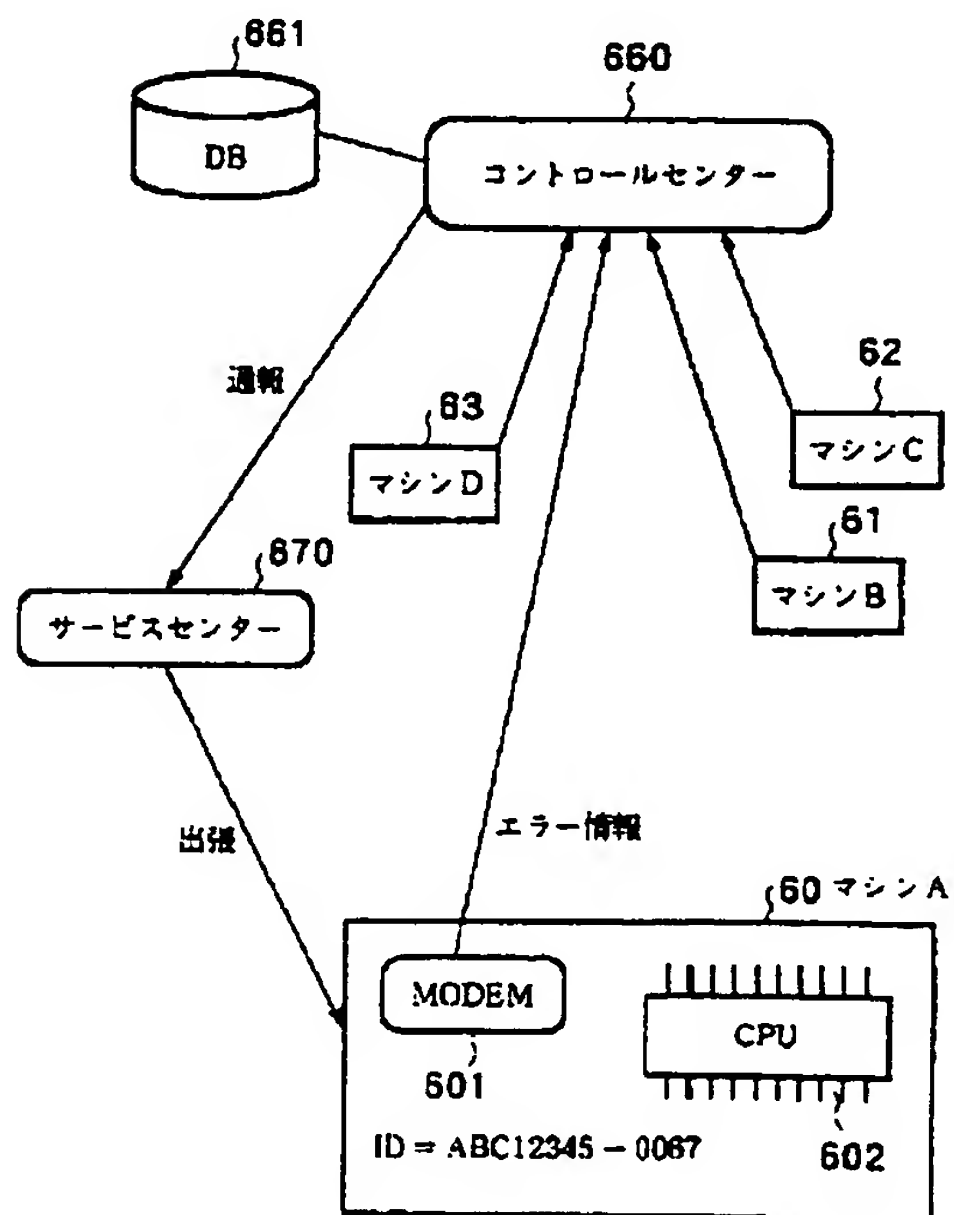 661
660
DB
コントロールセンター
通報
62
63
マシンC
マシンD
61
670
マシンB
サービスセンター
出張
エラー情報
60 マシンA
MODEM
CPU
601
ID = ABC12345 - 0067
602